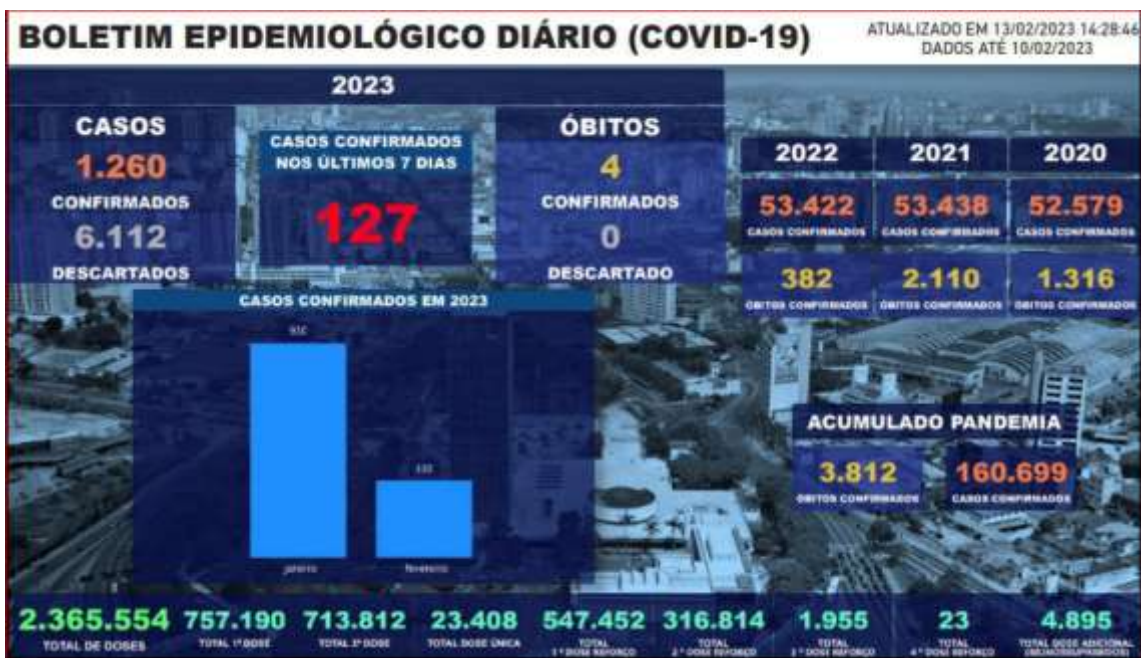 BOLETIM EPIDEMIOLÓGICO DIÁRIO (COVID-19)
ATUALIZADO EM 13/02/2023 14:28:46
DADOS ATÉ 10/02/2023
2023
CASOS
1.260
CONFIRMADOS
6.112
DESCARTADOS
CASOS CONFIRMADOS
NOS ÚLTIMOS 7 DIAS
127
ÓBITOS
4
CONFIRMADOS
0
DESCARTADO
2022 2021 2020
53.422 53.438 52.579
CASOS CONFIRMADOS CASOS CONFIRMADOS CASOS CONFIRMADOS
382 2.110 1.316
ÓBITOS CONFIRMADOS ÓBITOS CONFIRMADOS ÓBITOS CONFIRMADOS
CASOS CONFIRMADOS EM 2023
janeiro fevereiro
ACUMULADO PANDEMIA
3.812 160.699
ÓBITOS CONFIRMADOS CASOS CONFIRMADOS
2.365.554 757.190 713.812 23.408 547.452 316.814 1.955 23 4.895
TOTAL DE DOSES TOTAL 1ª DOSE TOTAL 2ª DOSE TOTAL DOSE ÚNICA TOTAL TOTAL TOTAL TOTAL TOTAL DOSE ADICIONAL
1ª DOSE REFORÇO 2ª DOSE REFORÇO 3ª DOSE REFORÇO 4ª DOSE REFORÇO (IMUNOSSUPRIMIDOS)